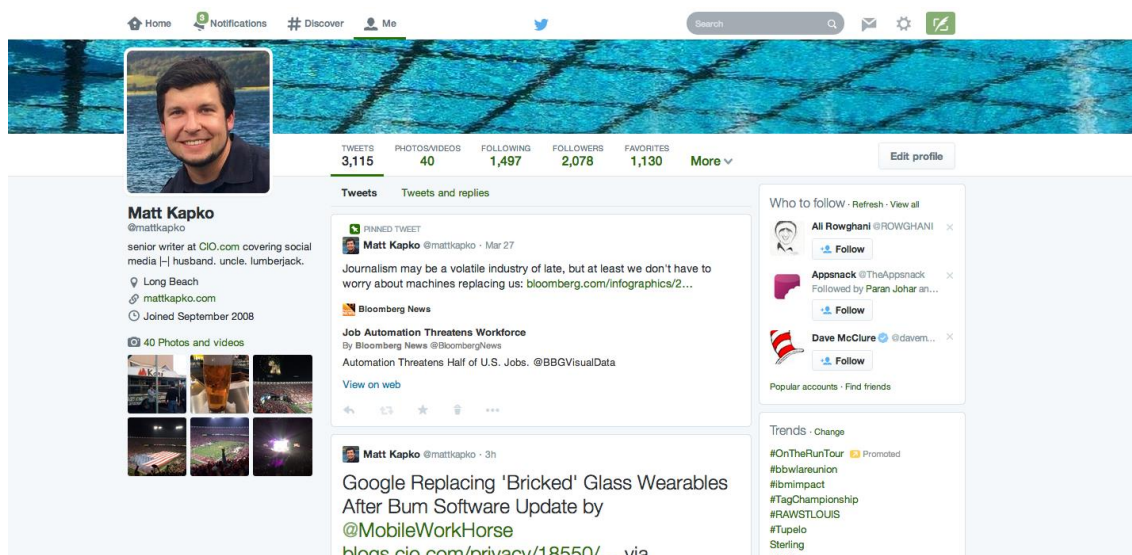 Home
3
Notifications
Discover
Me
Search
TWEETS
3,115
PHOTOS/VIDEOS
40
FOLLOWING
1,497
FOLLOWERS
2,078
FAVORITES
1,130
More
Edit profile
Matt Kapko
@mattkapko
senior writer at CIO.com covering social
media |-| husband. uncle. lumberjack.
Long Beach
mattkapko.com
Joined September 2008
40 Photos and videos
Tweets Tweets and replies
PINNED TWEET
Matt Kapko @mattkapko · Mar 27
Journalism may be a volatile industry of late, but at least we don't have to
worry about machines replacing us: bloomberg.com/infographics/2…
Bloomberg News
Job Automation Threatens Workforce
By Bloomberg News @BloombergNews
Automation Threatens Half of U.S. Jobs. @BBGVisualData
View on web
Matt Kapko @mattkapko · 3h
Google Replacing 'Bricked' Glass Wearables
After Bum Software Update by
@MobileWorkHorse
blogs.cio.com/privacy/18550/… via
Who to follow · Refresh · View all
Ali Rowghani @ROWGHANI
Follow
Appsnack @TheAppsnack
Followed by Paran Johar an...
Follow
Dave McClure @davem...
Follow
Popular accounts · Find friends
Trends · Change
#OnTheRunTour Promoted
#bbwlareunion
#ibmimpact
#TagChampionship
#RAWSTLOUIS
#Tupelo
Sterling